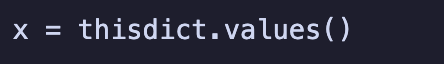 x = thisdict.values()